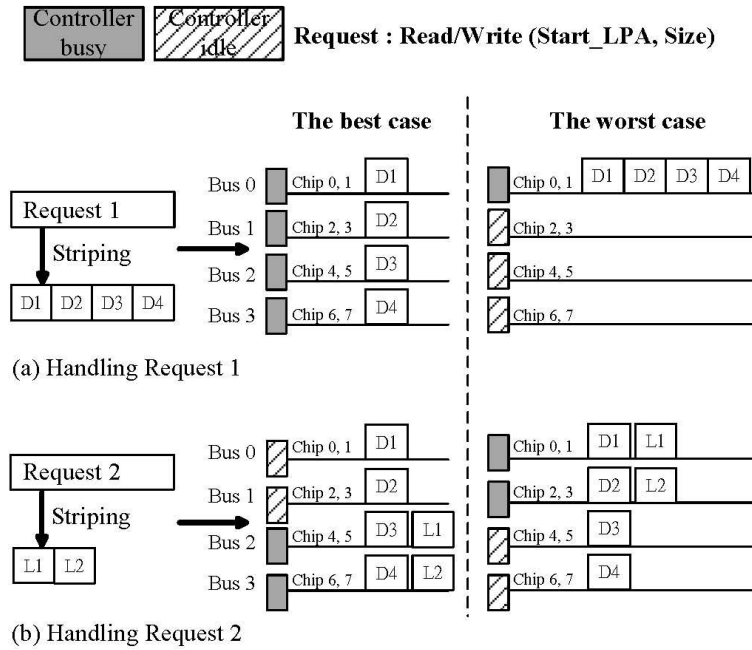 Controller busy
Controller idle
Request : Read/Write (Start_LPA, Size)
The best case
The worst case
Request 1
Striping
D1 D2 D3 D4
Bus 0
Chip 0, 1
D1
Bus 1
Chip 2, 3
D2
Bus 2
Chip 4, 5
D3
Bus 3
Chip 6, 7
D4
Chip 0, 1
D1 D2 D3 D4
Chip 2, 3
Chip 4, 5
Chip 6, 7
(a) Handling Request 1
Request 2
Striping
L1 L2
Bus 0
Chip 0, 1
D1
Bus 1
Chip 2, 3
D2
Bus 2
Chip 4, 5
D3 L1
Bus 3
Chip 6, 7
D4 L2
Chip 0, 1
D1 L1
Chip 2, 3
D2 L2
Chip 4, 5
D3
Chip 6, 7
D4
(b) Handling Request 2